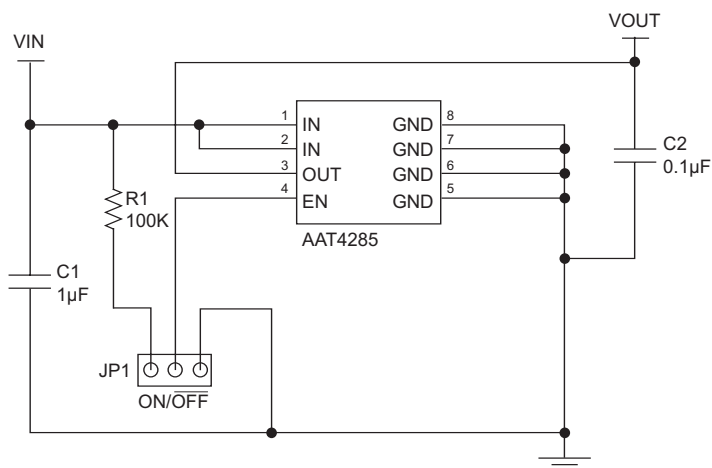 VOUT
VIN
1 IN GND 8
2 IN GND 7
3 OUT GND 6
4 EN GND 5
C2
0.1µF
R1
100K
AAT4285
C1
1µF
JP1
ON/OFF